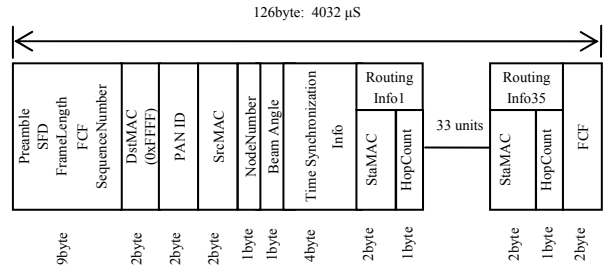 126byte: 4032 μS
Preamble
SFD
FrameLength
FCF
SequenceNumber
DstMAC
(0xFFFF)
PAN ID
SrcMAC
NodeNumber
Beam Angle
Time Synchronization
Info
Routing
Info1
StaMAC
HopCount
33 units
Routing
Info35
StaMAC
HopCount
FCF
9byte
2byte
2byte
2byte
1byte
1byte
4byte
2byte
1byte
2byte
1byte
2byte